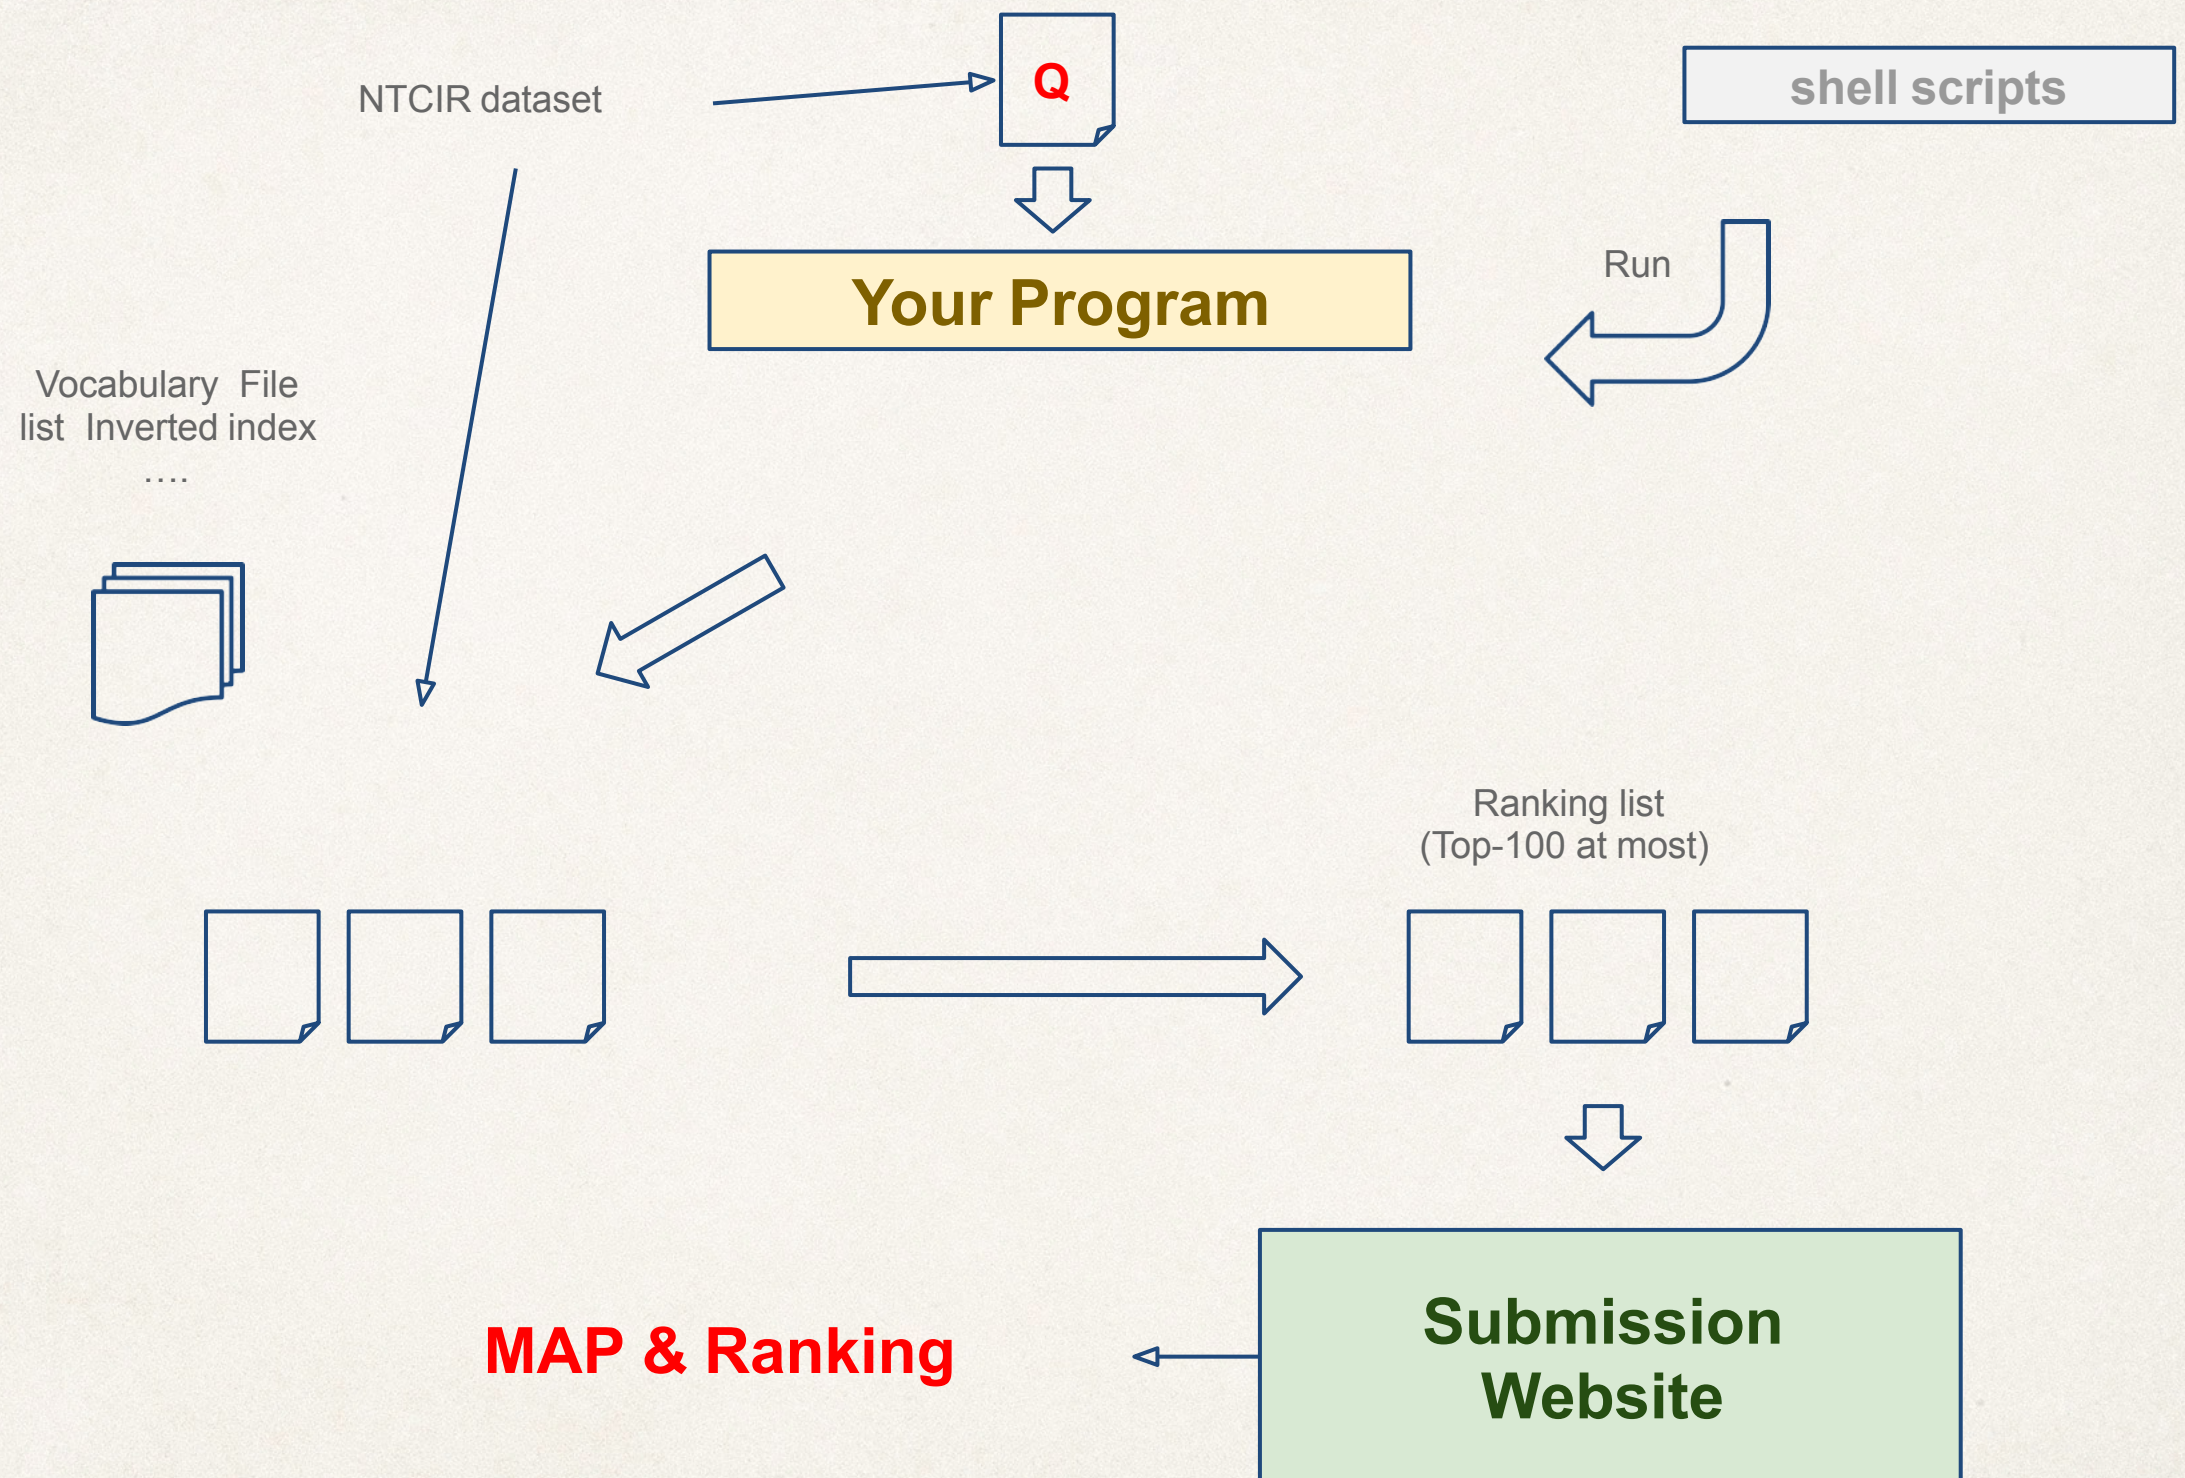 NTCIR dataset
Q
shell scripts
Run
Your Program
Vocabulary  File
list  Inverted index
….
Ranking list
(Top-100 at most)
MAP & Ranking
Submission
Website